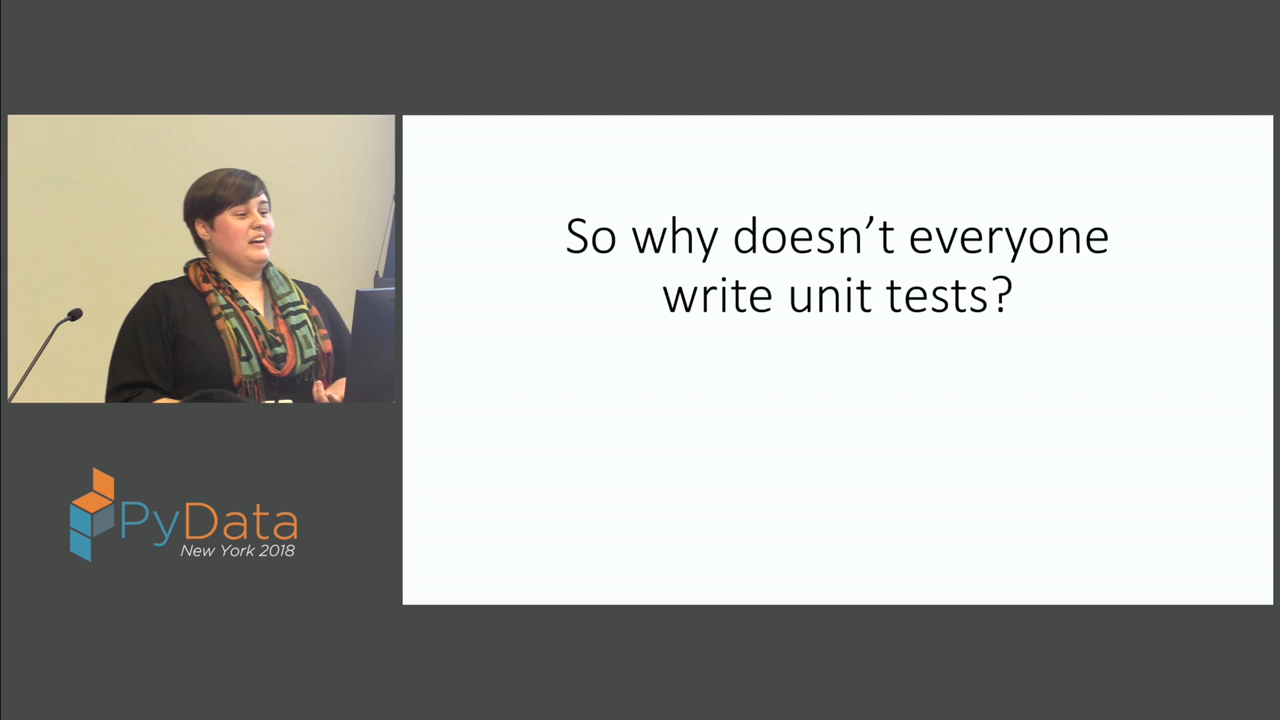 So why doesn’t everyone
write unit tests?
PyData
New York 2018